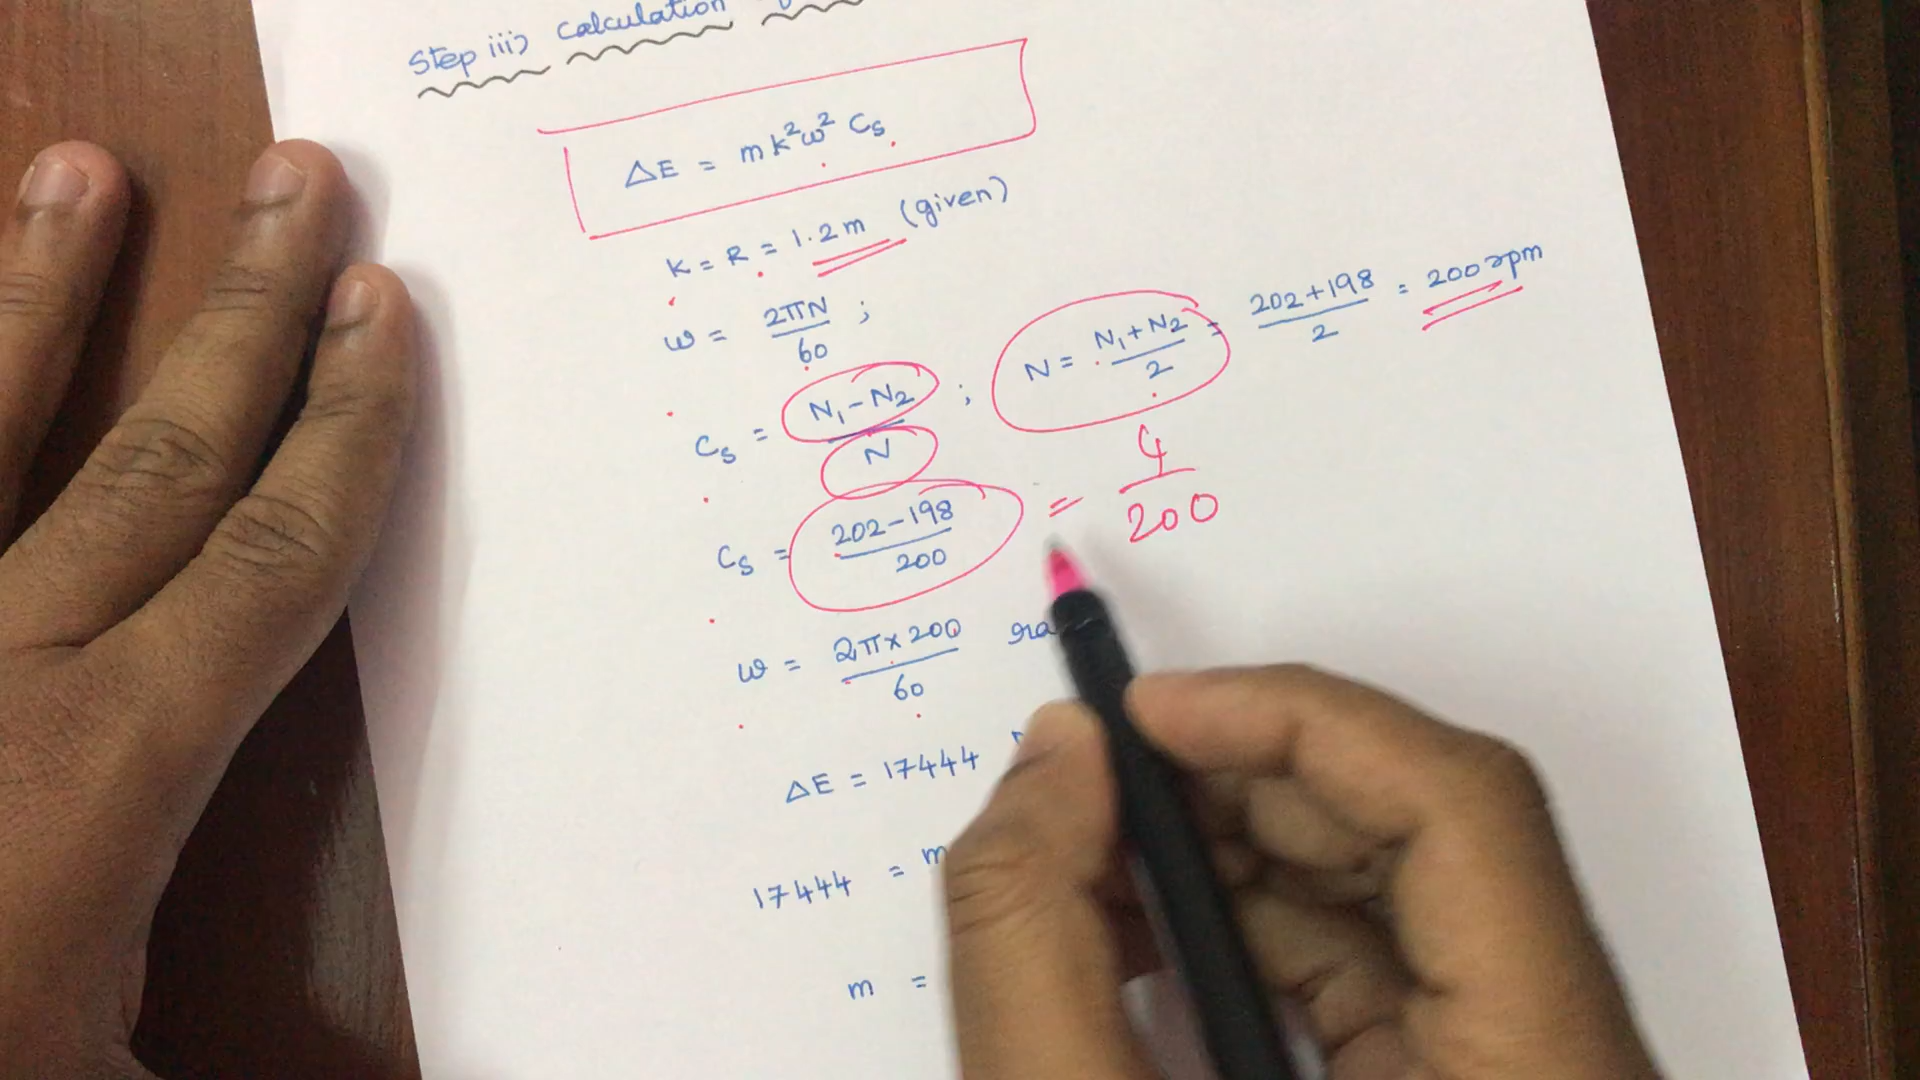 Step iii) Calculation
ΔE = mk²ω² Cs
K = R = 1.2m (given)
ω = 2πN/60 ;
Cs = N₁-N₂/N ; N = N₁+N₂/2 = 202+198/2 = 200 rpm
Cs = 202-198/200 = 4/200
ω = 2π×200/60
ΔE = 17444
17444 = m
m =